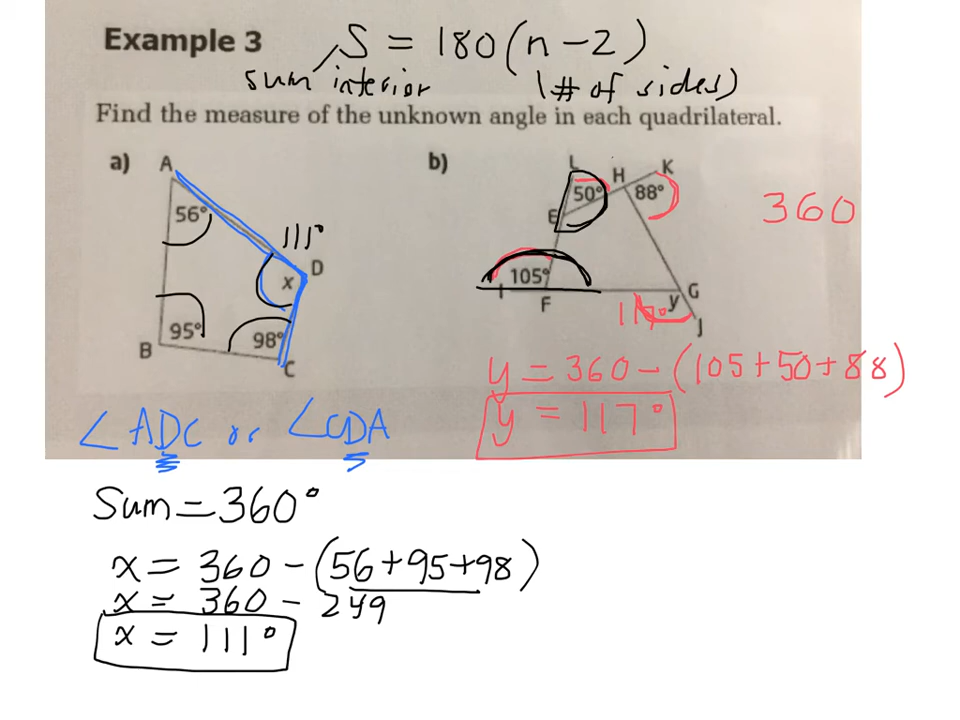 Example 3
S = 180(n-2)
sum interior (# of sides)
Find the measure of the unknown angle in each quadrilateral.
a) A
56°
111°
x
D
95°
98°
B
C
b) L
H
K
50°
88°
E
360
105°
I
F
117°
y
G
J
y = 360 - (105+50+88)
y = 117°
∠ADC or ∠CDA
Sum = 360°
x = 360 - (56+95+98)
x = 360 - 249
x = 111°